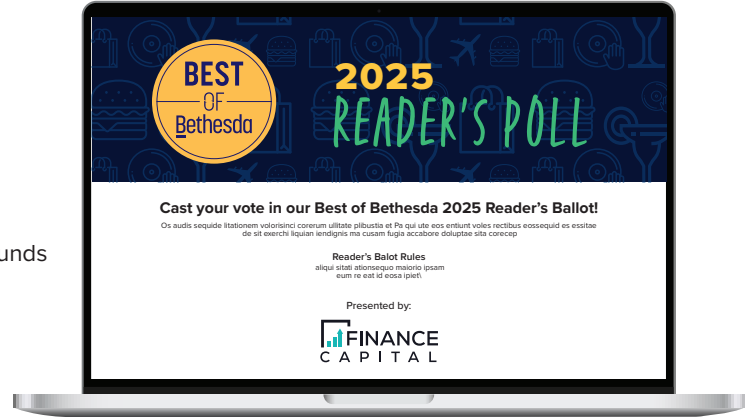 BEST
OF
Bethesda
2025
READER'S POLL
Cast your vote in our Best of Bethesda 2025 Reader's Ballot!
Os audis sequide litationem volorisinci corerum ullitate plibustia et Pa qui ute eos entiunt voles rectibus eossequid es essitae
de sit exerchi liquian iendignis ma cusam fugia accabore doluptae sita corecep
unds
Reader's Balot Rules
aliqui sitati ationsequo maiorio ipsam
eum re eat id eosa ipiet\
Presented by:
FINANCE
CAPITAL